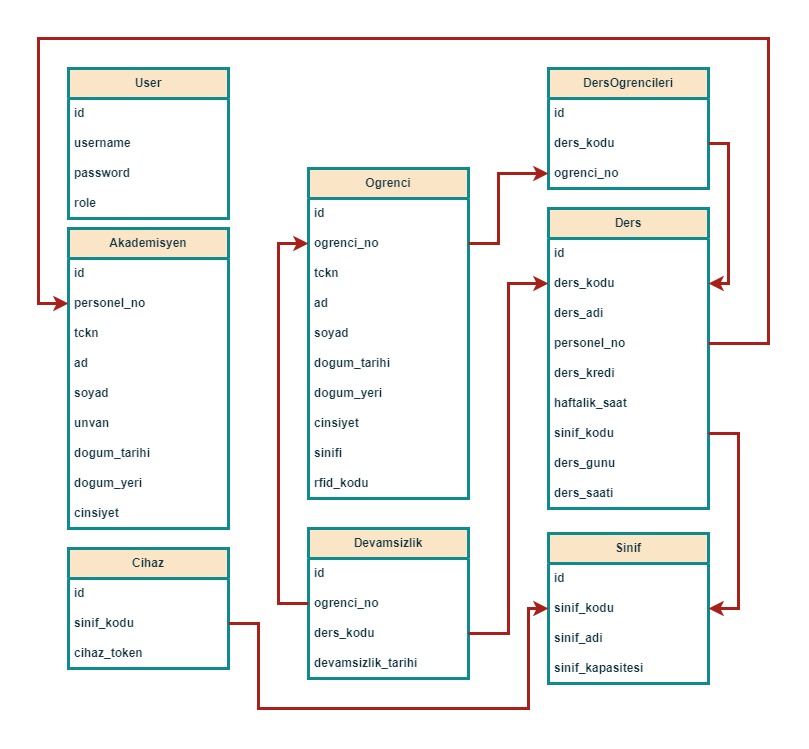 User
id
username
password
role
Akademisyen
id
personel_no
tckn
ad
soyad
unvan
dogum_tarihi
dogum_yeri
cinsiyet
Cihaz
id
sinif_kodu
cihaz_token
Ogrenci
id
ogrenci_no
tckn
ad
soyad
dogum_tarihi
dogum_yeri
cinsiyet
sinifi
rfid_kodu
Devamsizlik
id
ogrenci_no
ders_kodu
devamsizlik_tarihi
DersOgrencileri
id
ders_kodu
ogrenci_no
Ders
id
ders_kodu
ders_adi
personel_no
ders_kredi
haftalik_saat
sinif_kodu
ders_gunu
ders_saati
Sinif
id
sinif_kodu
sinif_adi
sinif_kapasitesi